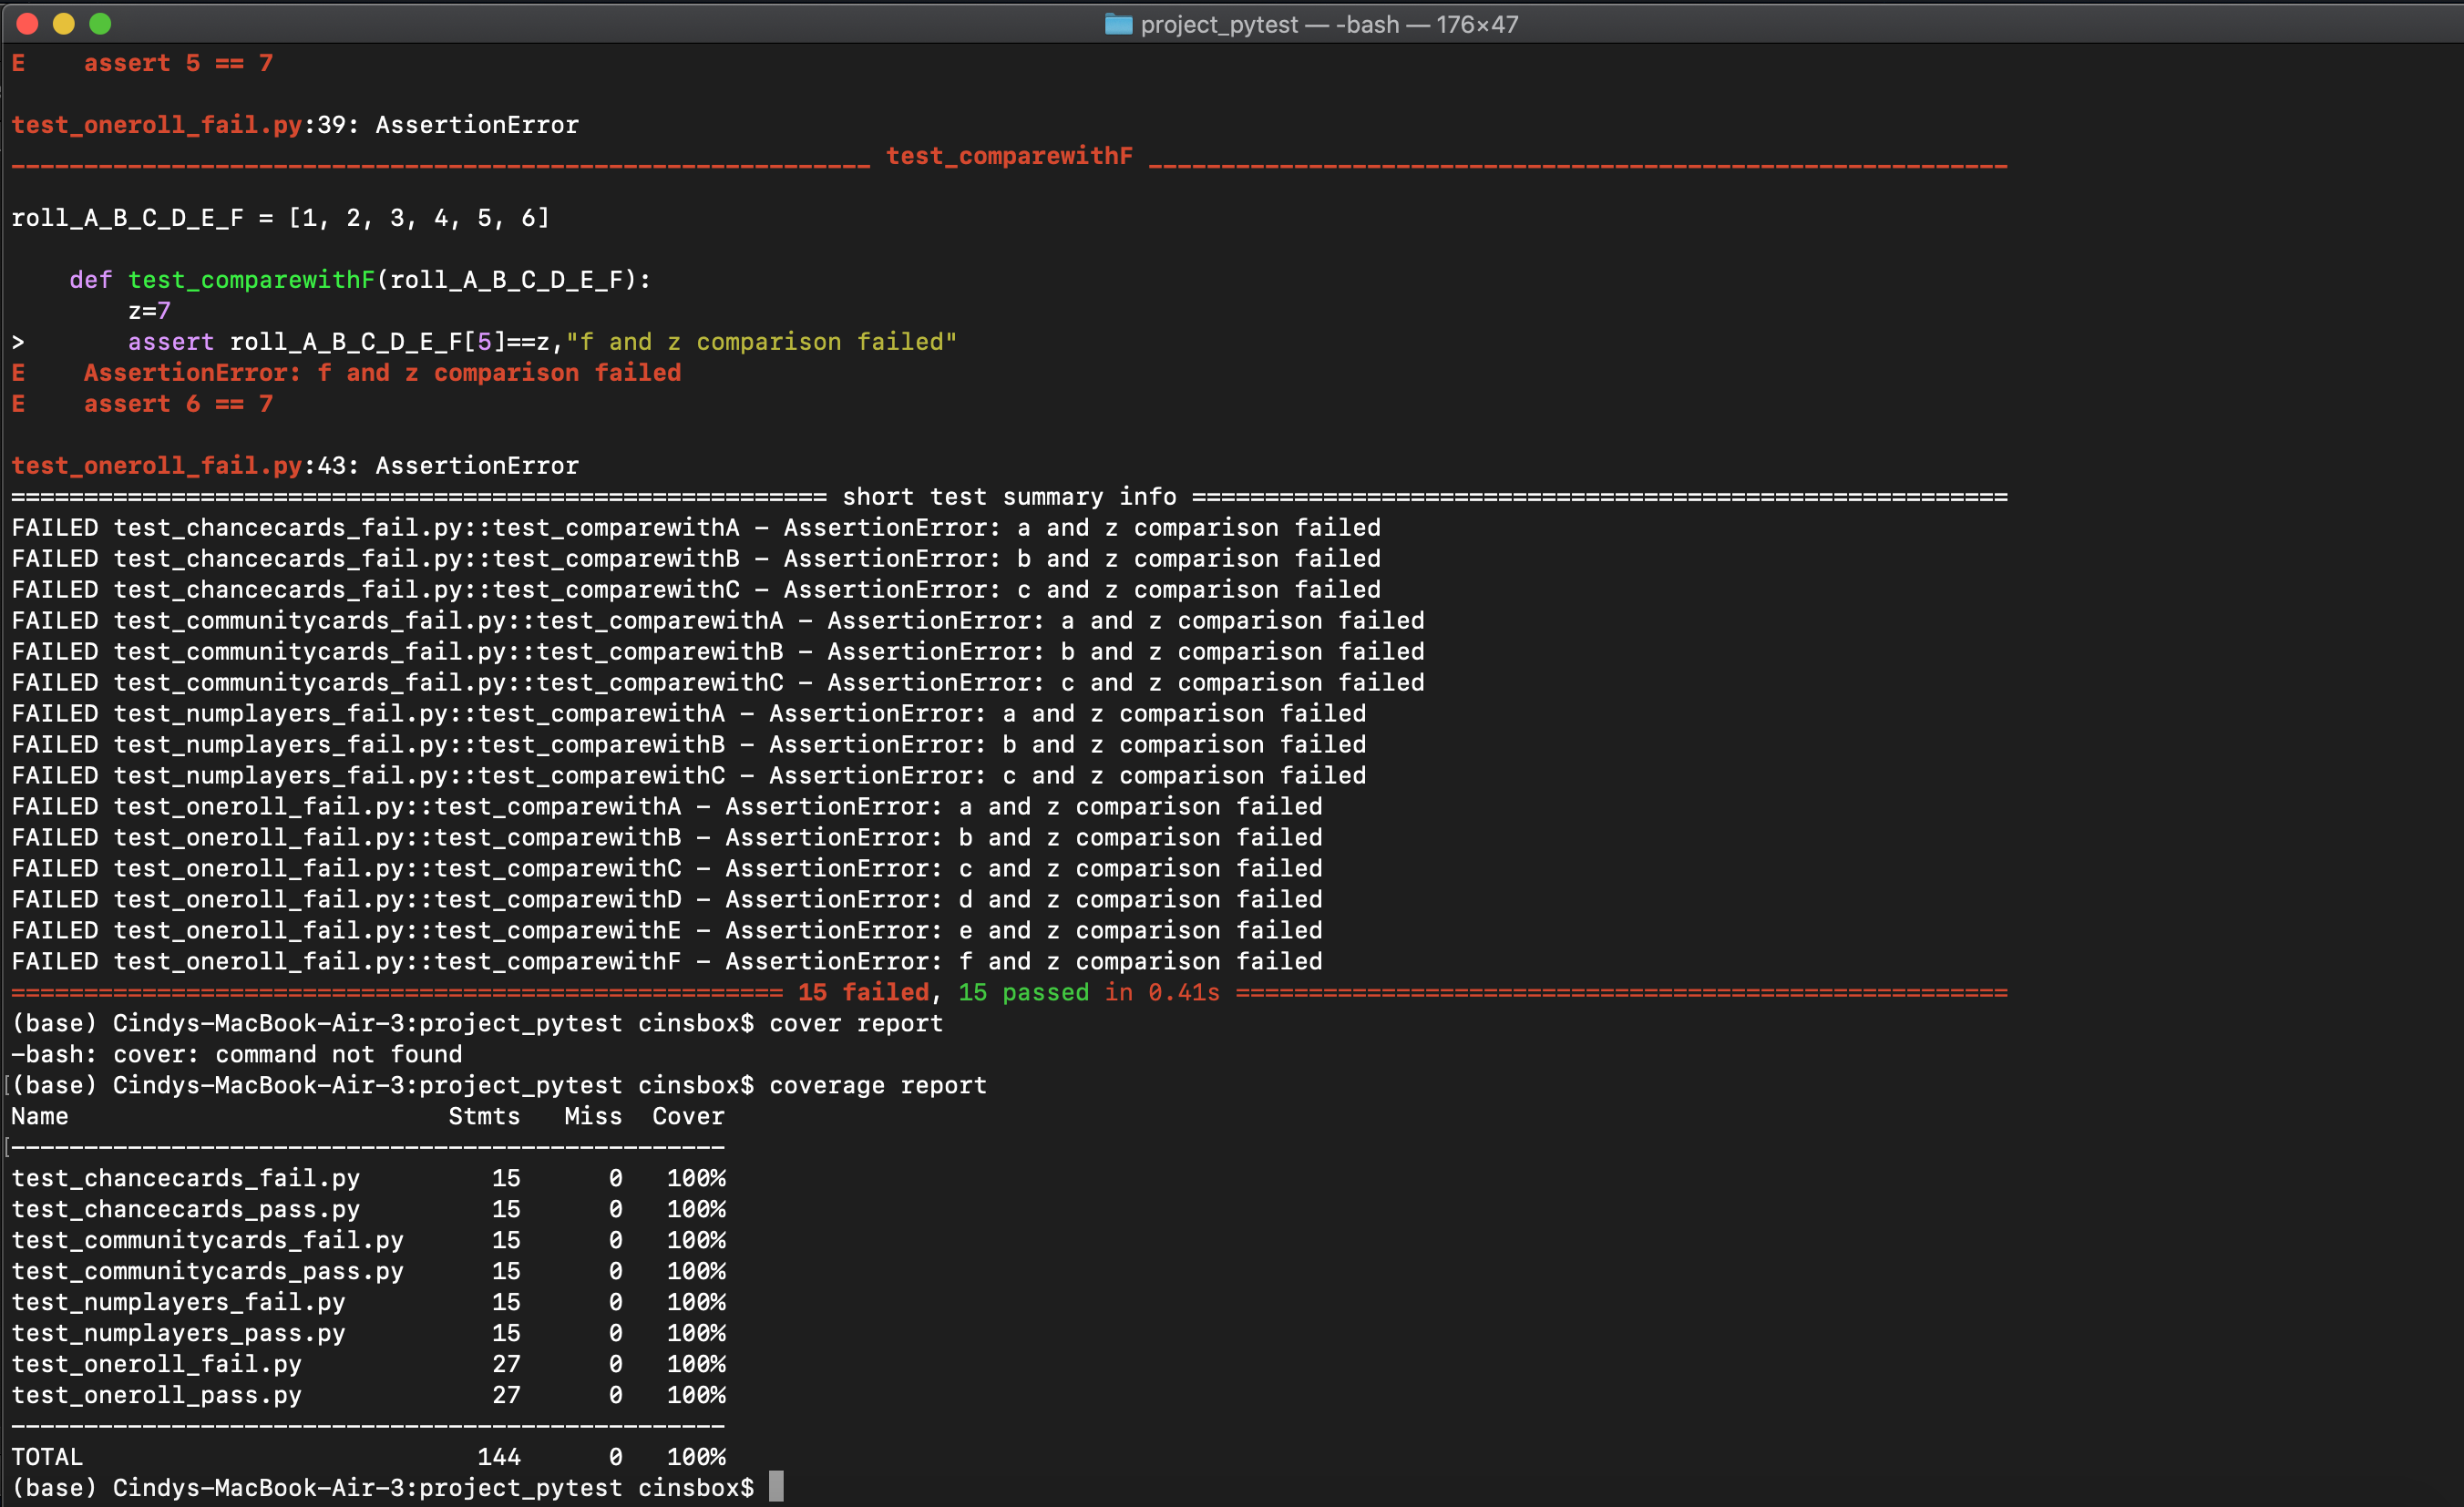 project_pytest — -bash — 176×47
E    assert 5 == 7
test_oneroll_fail.py:39: AssertionError
___________________________________________________________ test_comparewithF ___________________________________________________________
roll_A_B_C_D_E_F = [1, 2, 3, 4, 5, 6]
    def test_comparewithF(roll_A_B_C_D_E_F):
        z=7
>       assert roll_A_B_C_D_E_F[5]==z,"f and z comparison failed"
E    AssertionError: f and z comparison failed
E    assert 6 == 7
test_oneroll_fail.py:43: AssertionError
======================================================== short test summary info ========================================================
FAILED test_chancecards_fail.py::test_comparewithA - AssertionError: a and z comparison failed
FAILED test_chancecards_fail.py::test_comparewithB - AssertionError: b and z comparison failed
FAILED test_chancecards_fail.py::test_comparewithC - AssertionError: c and z comparison failed
FAILED test_communitycards_fail.py::test_comparewithA - AssertionError: a and z comparison failed
FAILED test_communitycards_fail.py::test_comparewithB - AssertionError: b and z comparison failed
FAILED test_communitycards_fail.py::test_comparewithC - AssertionError: c and z comparison failed
FAILED test_numplayers_fail.py::test_comparewithA - AssertionError: a and z comparison failed
FAILED test_numplayers_fail.py::test_comparewithB - AssertionError: b and z comparison failed
FAILED test_numplayers_fail.py::test_comparewithC - AssertionError: c and z comparison failed
FAILED test_oneroll_fail.py::test_comparewithA - AssertionError: a and z comparison failed
FAILED test_oneroll_fail.py::test_comparewithB - AssertionError: b and z comparison failed
FAILED test_oneroll_fail.py::test_comparewithC - AssertionError: c and z comparison failed
FAILED test_oneroll_fail.py::test_comparewithD - AssertionError: d and z comparison failed
FAILED test_oneroll_fail.py::test_comparewithE - AssertionError: e and z comparison failed
FAILED test_oneroll_fail.py::test_comparewithF - AssertionError: f and z comparison failed
===================================================== 15 failed, 15 passed in 0.41s =====================================================
(base) Cindys-MacBook-Air-3:project_pytest cinsbox$ cover report
-bash: cover: command not found
[(base) Cindys-MacBook-Air-3:project_pytest cinsbox$ coverage report
Name                          Stmts   Miss  Cover
[-------------------------------------------------
test_chancecards_fail.py         15      0   100%
test_chancecards_pass.py         15      0   100%
test_communitycards_fail.py      15      0   100%
test_communitycards_pass.py      15      0   100%
test_numplayers_fail.py          15      0   100%
test_numplayers_pass.py          15      0   100%
test_oneroll_fail.py             27      0   100%
test_oneroll_pass.py             27      0   100%
-------------------------------------------------
TOTAL                           144      0   100%
(base) Cindys-MacBook-Air-3:project_pytest cinsbox$